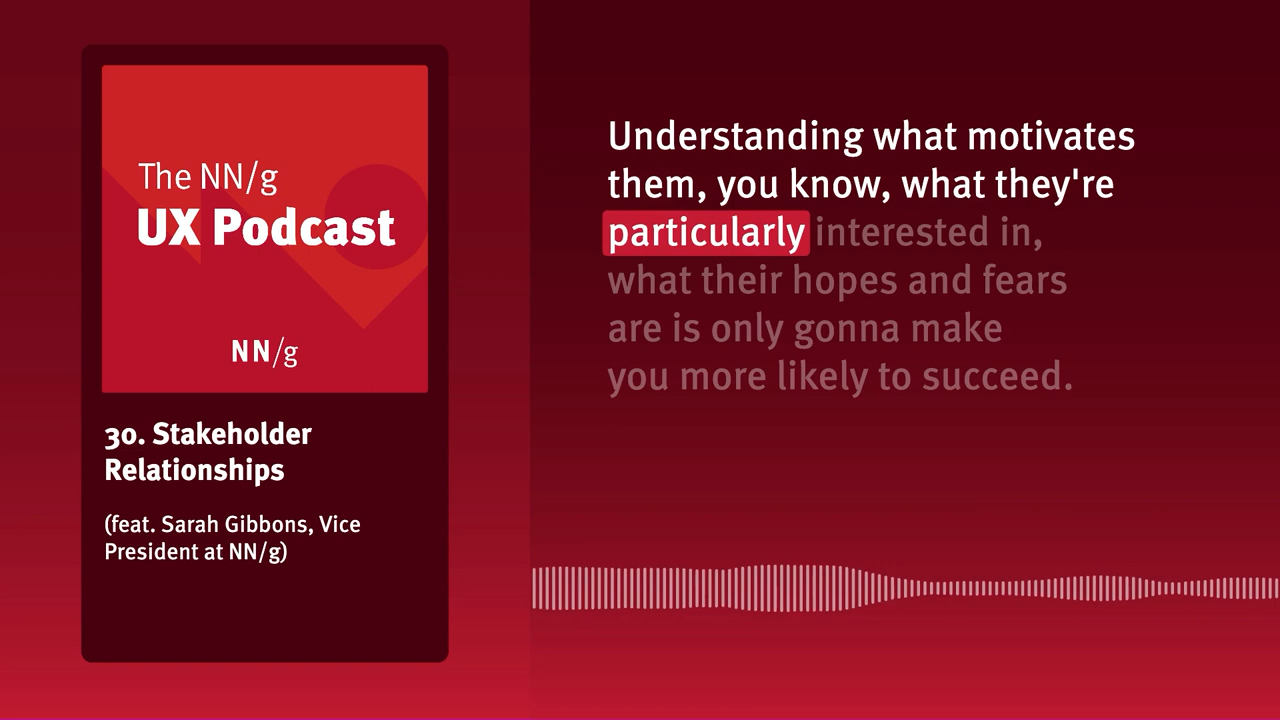 The NN/g
UX Podcast
NN/g
30. Stakeholder
Relationships
(feat. Sarah Gibbons, Vice
President at NN/g)
Understanding what motivates
them, you know, what they're
particularly interested in,
what their hopes and fears
are is only gonna make
you more likely to succeed.